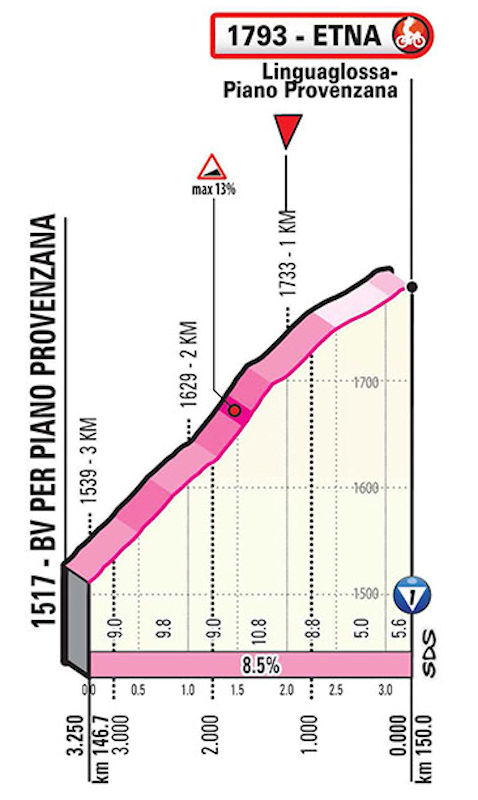 1793 - ETNA
Linguaglossa-
Piano Provenzana
max 13%
1733 - 1 KM
1629 - 2 KM
1539 - 3 KM
1517 - BV PER PIANO PROVENZANA
1700
1600
1500
9.0 9.8 9.0 10.8 8.8 5.0 5.6
1
SDS
8.5%
0.0 0.5 1.0 1.5 2.0 2.5 3.0
3.250 3.000 2.000 1.000 0.000
km 146.7 km 150.0